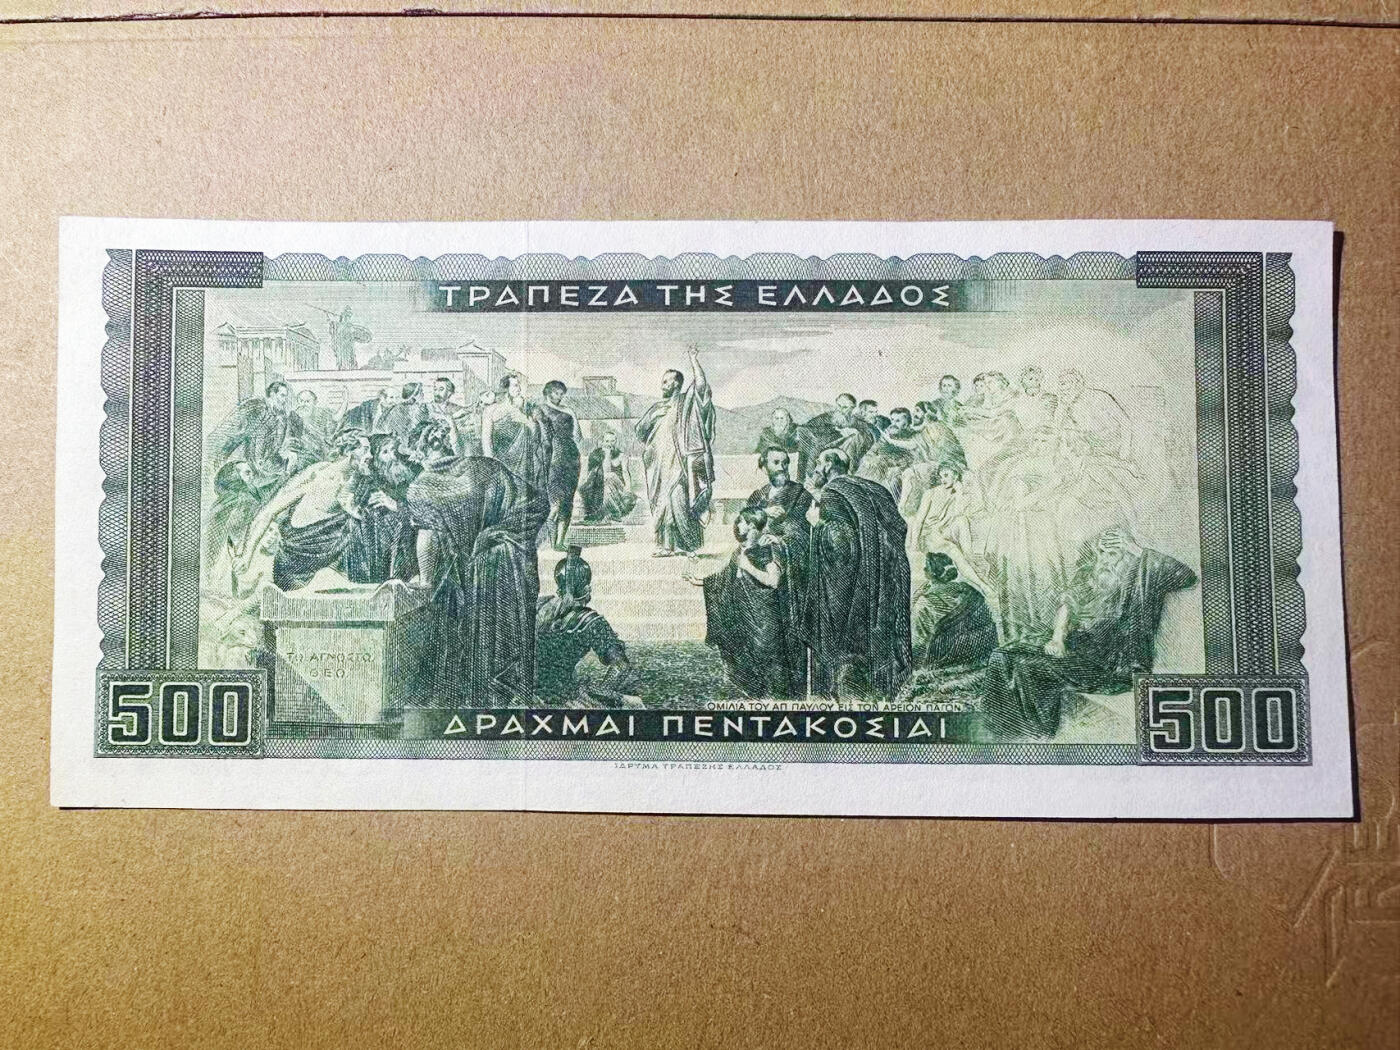 ΤΡΑΠΕΖΑ ΤΗΣ ΕΛΛΑΔΟΣ
ΤΩ ΑΓΝΩΣΤΩ
ΘΕΩ
ΟΜΙΛΙΑ ΤΟΥ ΑΠ ΠΑΥΛΟΥ ΕΙΣ ΤΟΝ ΑΡΕΙΟΝ ΠΑΓΟΝ
500
ΔΡΑΧΜΑΙ ΠΕΝΤΑΚΟΣΙΑΙ
500
ΙΔΡΥΜΑ ΤΡΑΠΕΖΗΣ ΕΛΛΑΔΟΣ